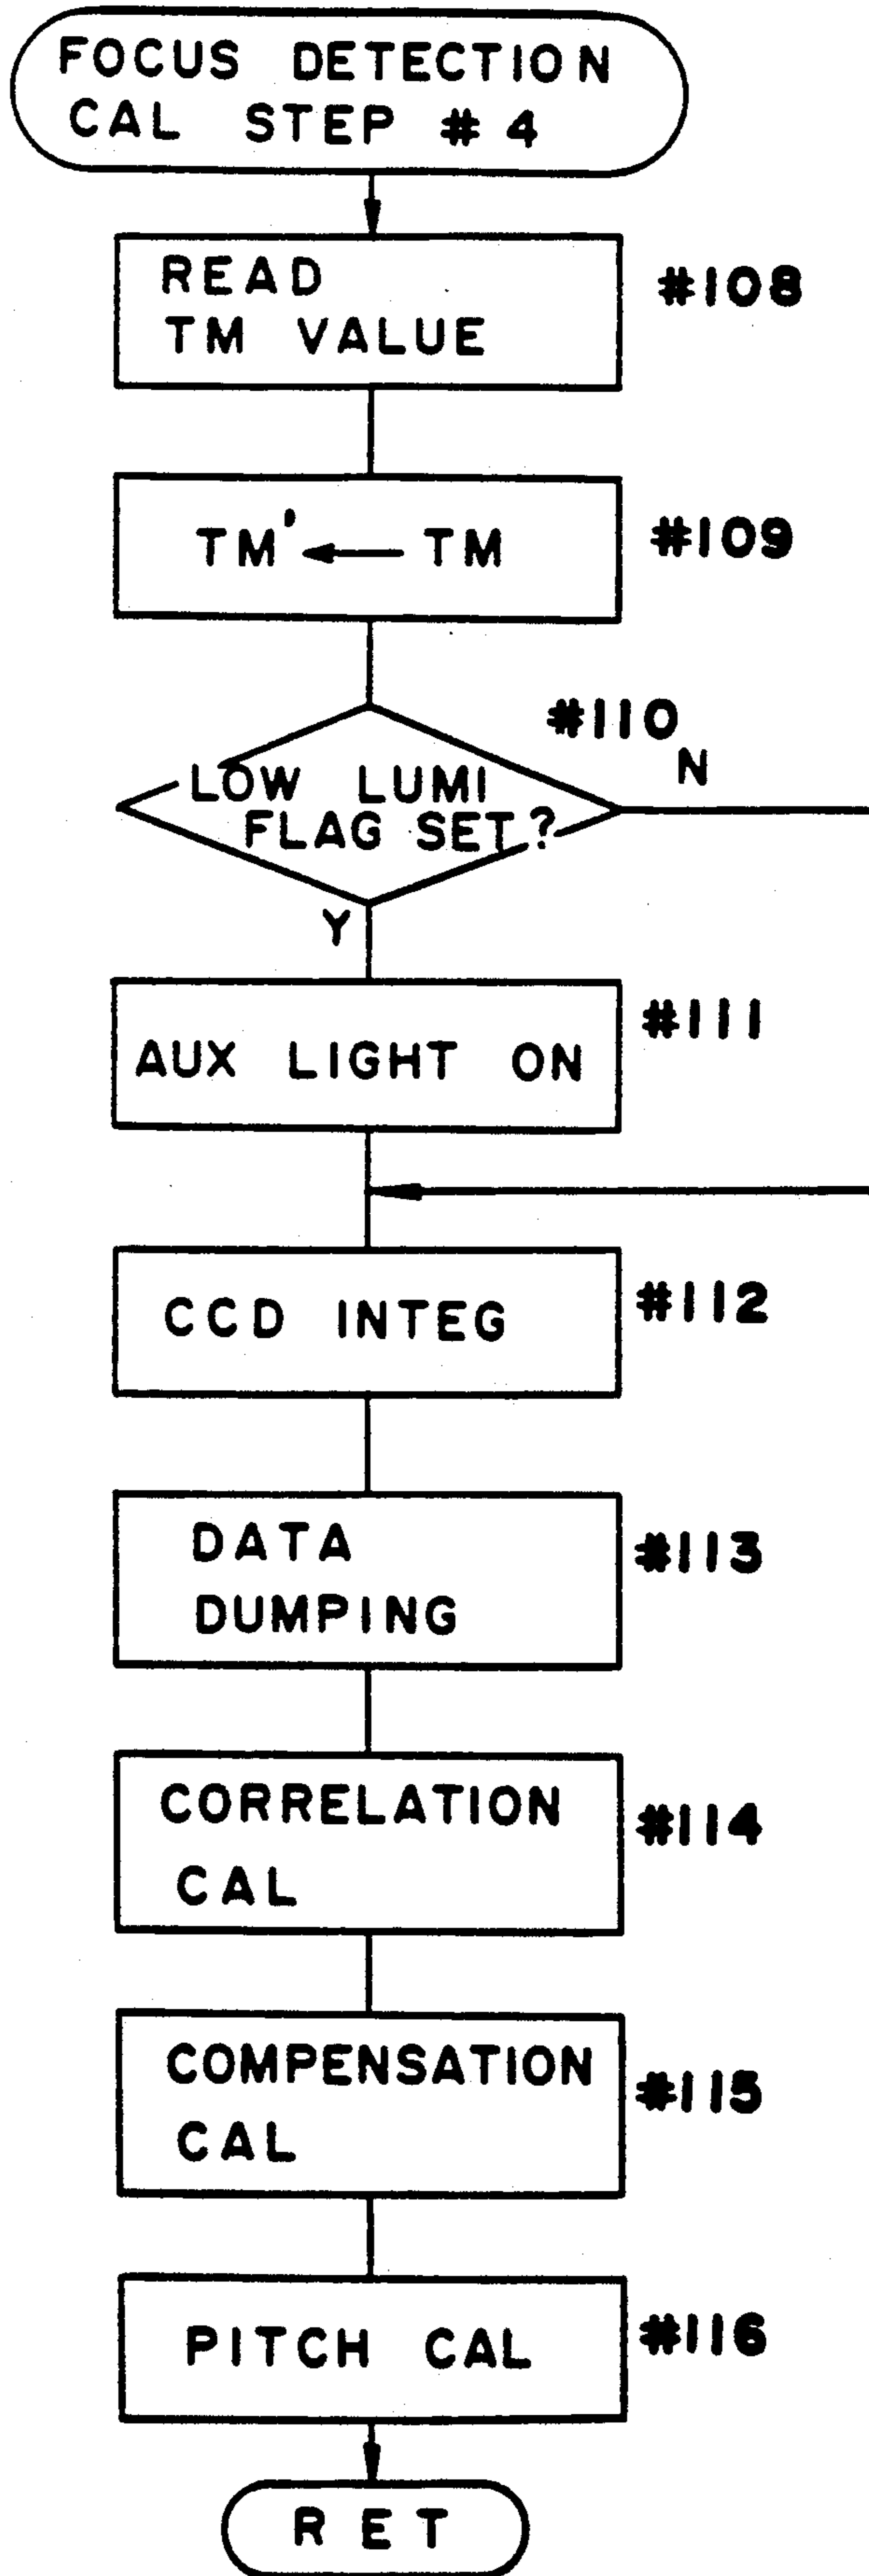 FOCUS DETECTION
CAL STEP # 4
READ
TM VALUE
#108
TM' ← TM
#109
#110
LOW LUMI
FLAG SET?
N
Y
AUX LIGHT ON
#111
CCD INTEG
#112
DATA
DUMPING
#113
CORRELATION
CAL
#114
COMPENSATION
CAL
#115
PITCH CAL
#116
RET